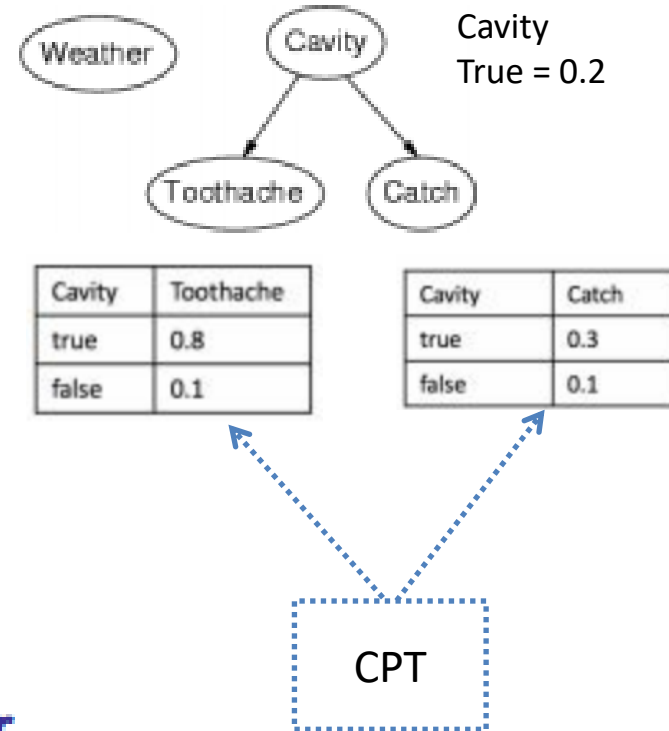 Weather
Cavity
Cavity
True = 0.2
Toothache
Catch
Cavity Toothache
true 0.8
false 0.1
Cavity Catch
true 0.3
false 0.1
CPT